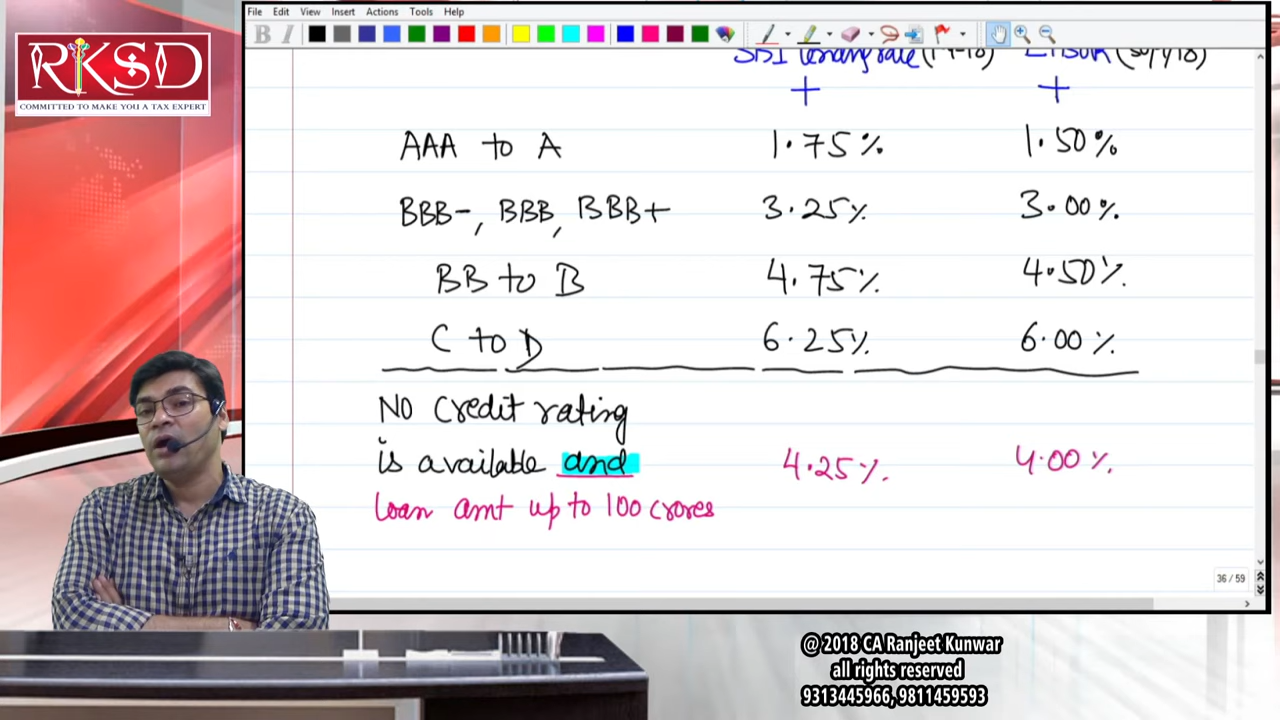 File Edit View Insert Actions Tools Help
B I
RKSD
COMMITTED TO MAKE YOU A TAX EXPERT
SBI lending rate
+ +
AAA to A 1.75% 1.50%
BBB-, BBB, BBB+ 3.25% 3.00%
BB to B 4.75% 4.50%
C to D 6.25% 6.00%
NO Credit rating
is available and 4.25% 4.00%
loan amt up to 100 crores
36 / 59
@ 2018 CA Ranjeet Kunwar
all rights reserved
9313445966, 9811459593